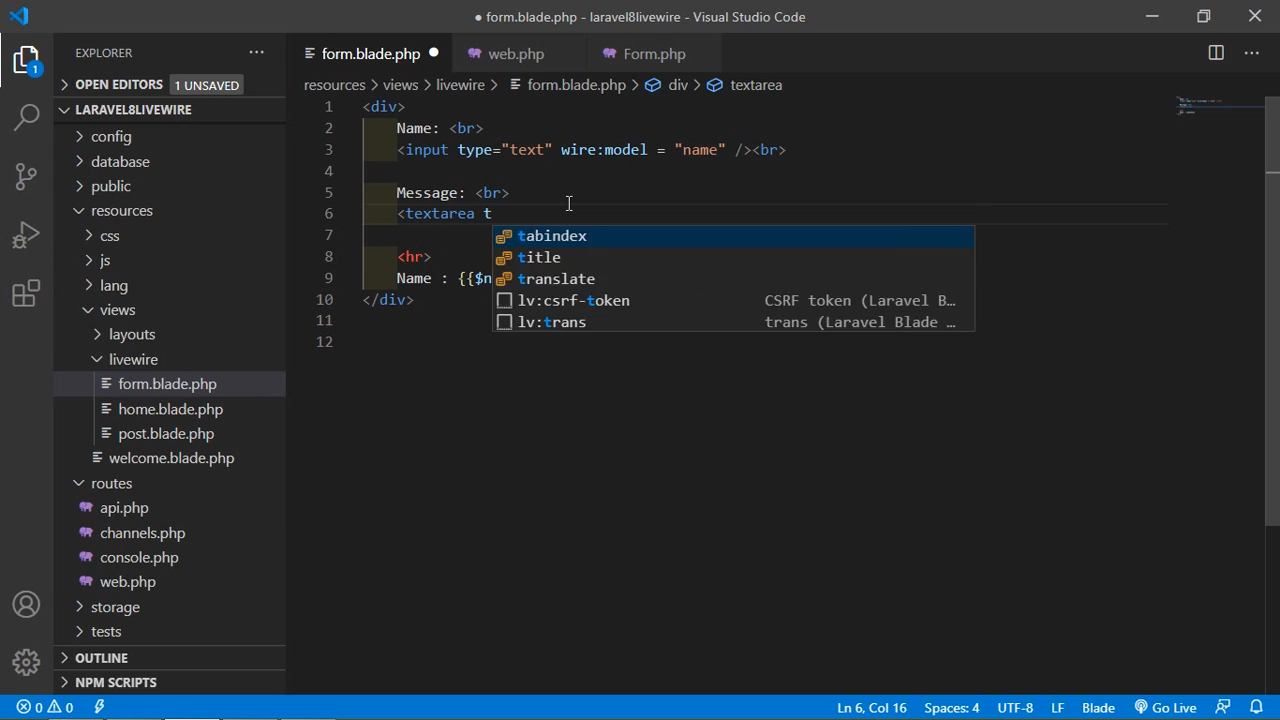 ● form.blade.php - laravel8livewire - Visual Studio Code
EXPLORER
form.blade.php
web.php
Form.php
OPEN EDITORS 1 UNSAVED
resources > views > livewire > form.blade.php > div > textarea
LARAVEL8LIVEWIRE
config
database
public
resources
css
js
lang
views
layouts
livewire
form.blade.php
home.blade.php
post.blade.php
welcome.blade.php
routes
api.php
channels.php
console.php
web.php
storage
tests
OUTLINE
NPM SCRIPTS
1
1 <div>
2 Name: <br>
3 <input type="text" wire:model = "name" /><br>
4
5 Message: <br>
6 <textarea t
7
8 <hr>
9 Name : {{$n
10 </div>
11
12
tabindex
title
translate
lv:csrf-token CSRF token (Laravel B…
lv:trans trans (Laravel Blade …
0 0
Ln 6, Col 16
Spaces: 4
UTF-8
LF
Blade
Go Live